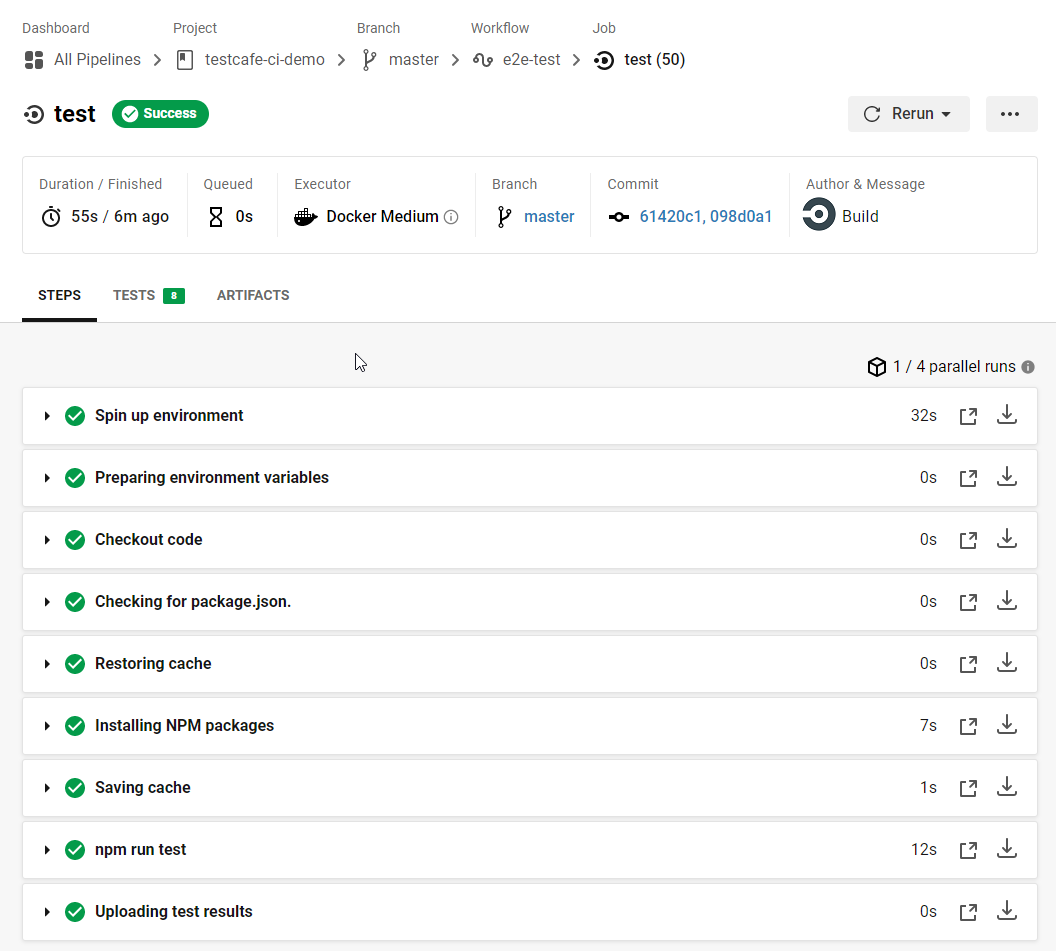 Dashboard Project Branch Workflow Job
All Pipelines testcafe-ci-demo master e2e-test test (50)
test Success Rerun
Duration / Finished Queued Executor Branch Commit Author & Message
55s / 6m ago 0s Docker Medium master 61420c1, 098d0a1 Build
STEPS TESTS 8 ARTIFACTS
1 / 4 parallel runs
Spin up environment 32s
Preparing environment variables 0s
Checkout code 0s
Checking for package.json. 0s
Restoring cache 0s
Installing NPM packages 7s
Saving cache 1s
npm run test 12s
Uploading test results 0s